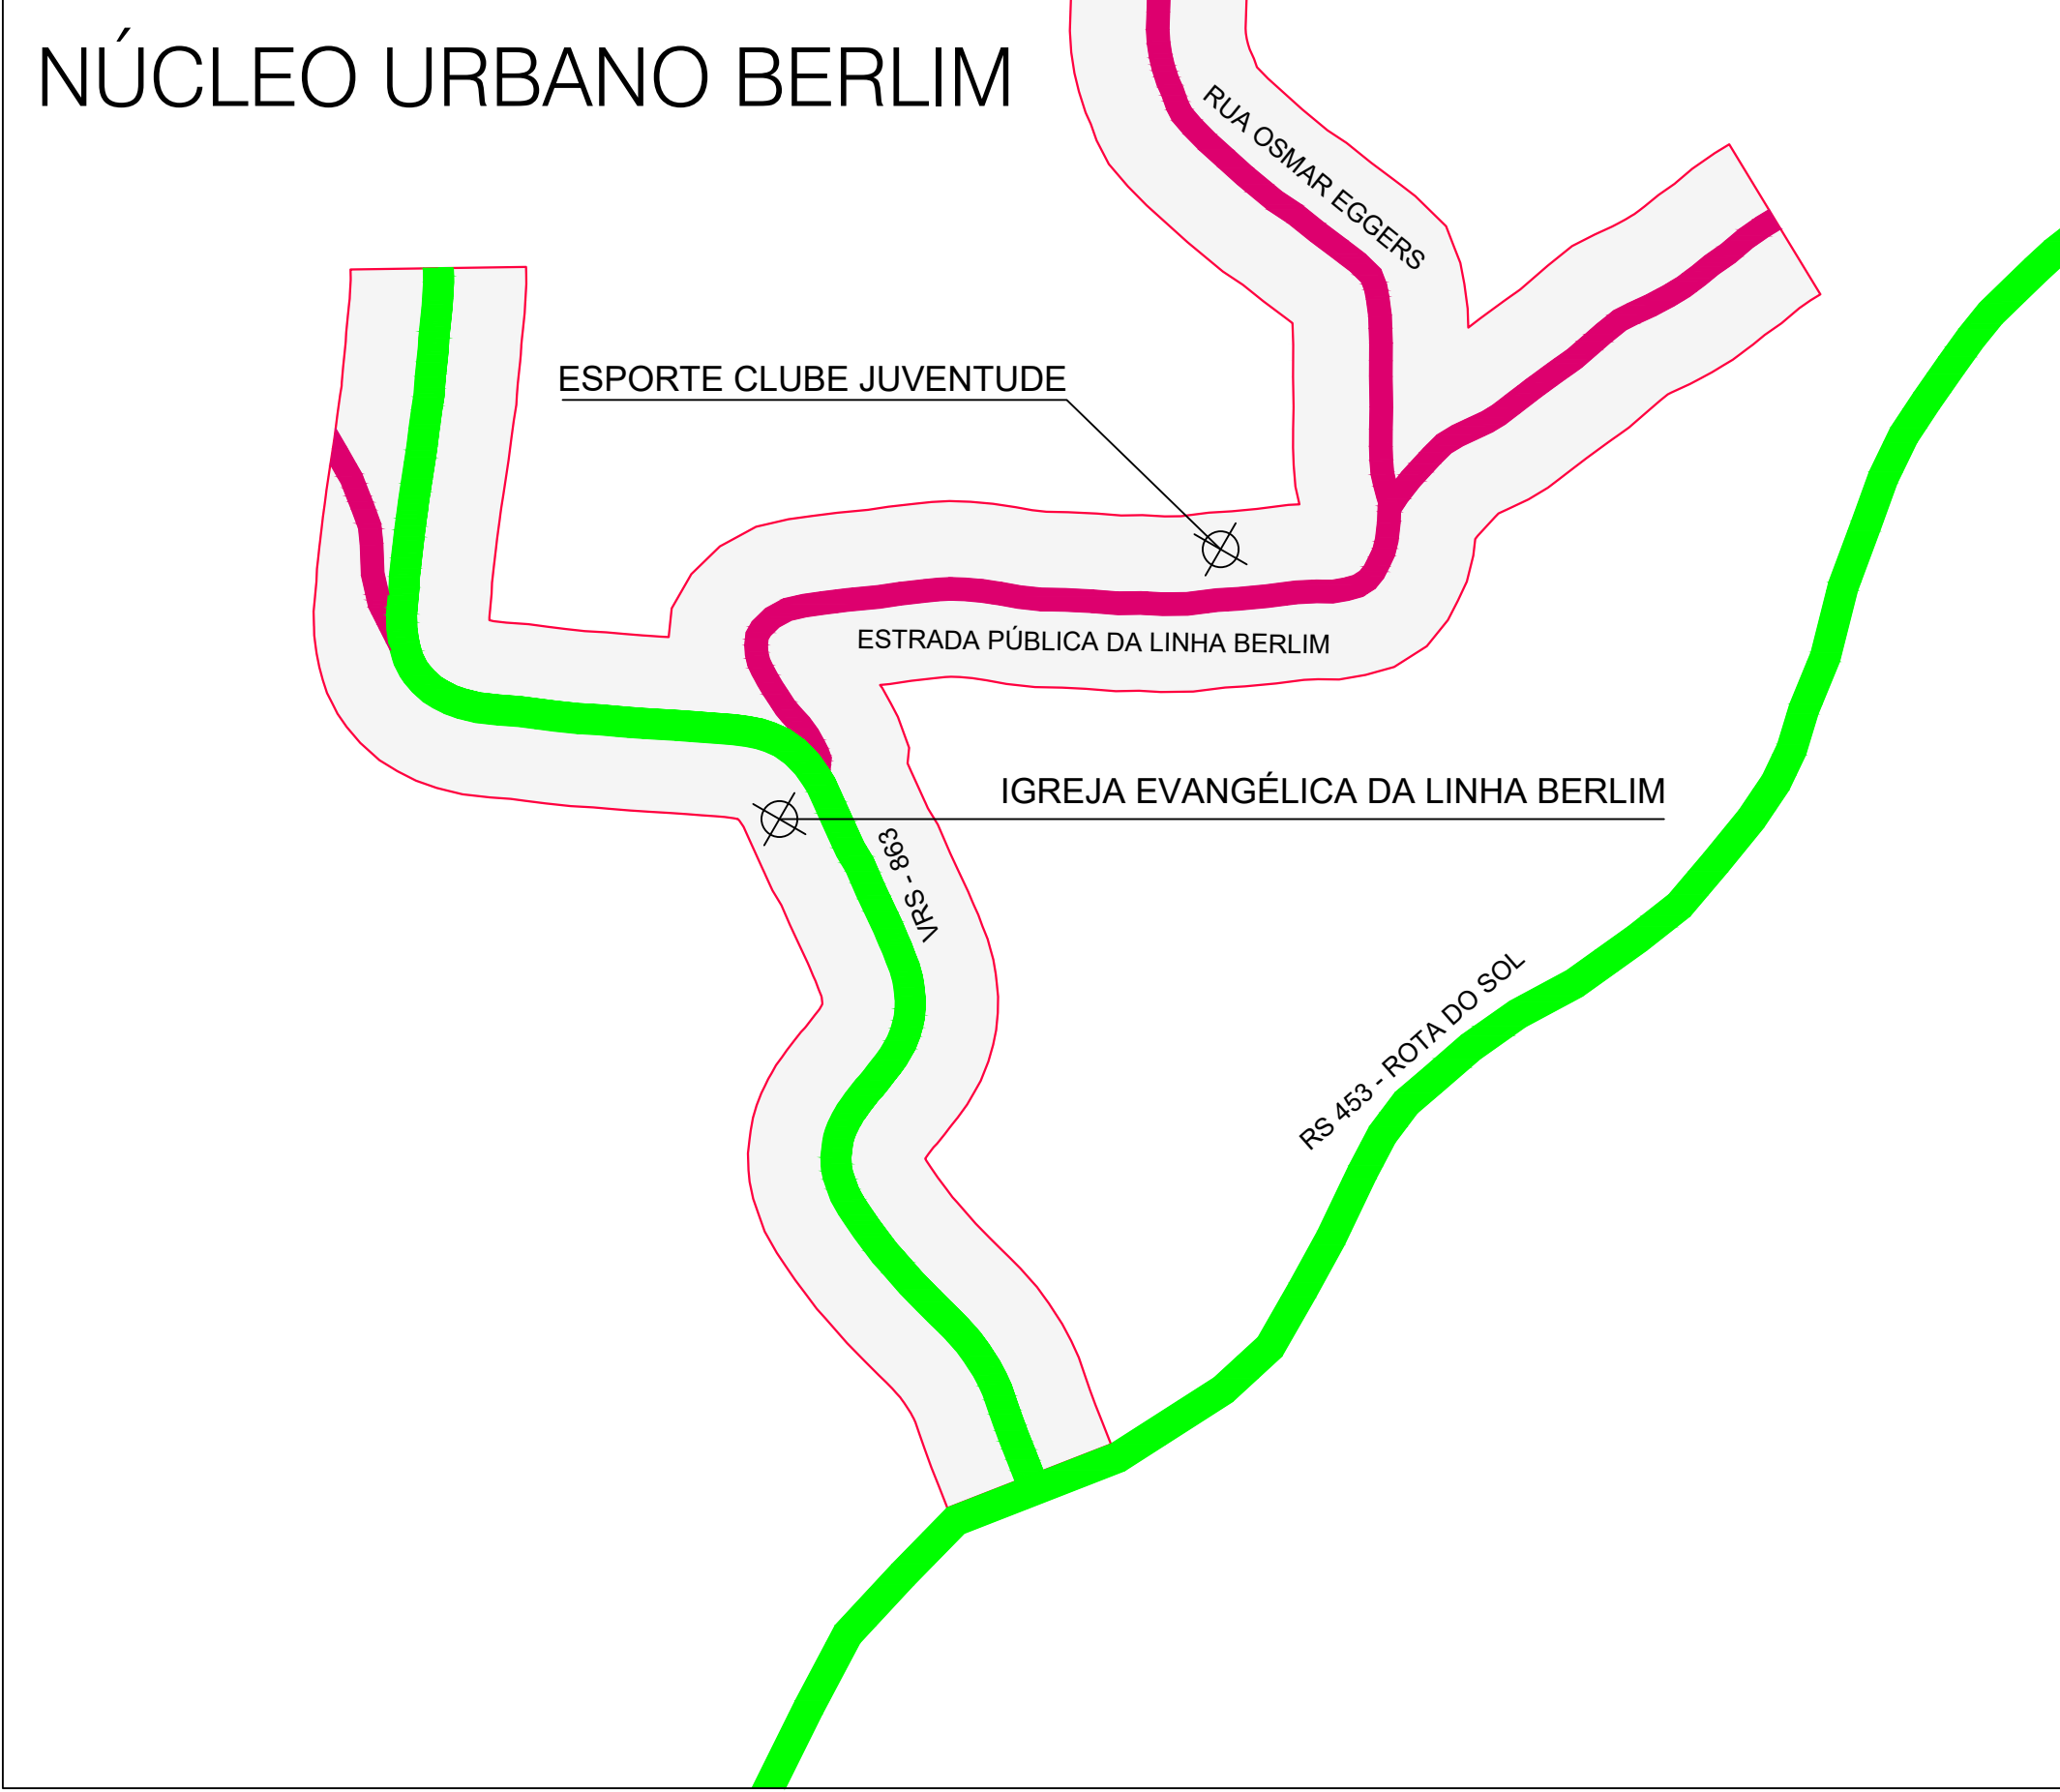 NÚCLEO URBANO BERLIM
RUA OSMAR EGGERS
ESPORTE CLUBE JUVENTUDE
ESTRADA PÚBLICA DA LINHA BERLIM
IGREJA EVANGÉLICA DA LINHA BERLIM
VRS - 863
RS 453 - ROTA DO SOL